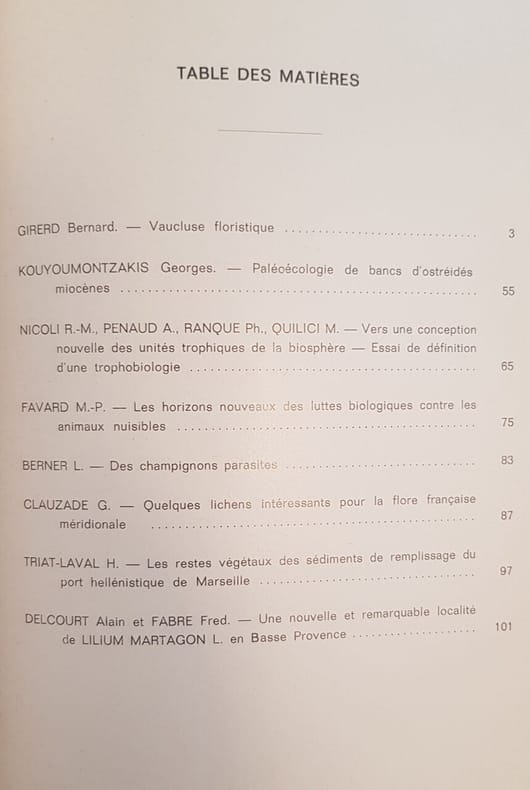 TABLE DES MATIÈRES
GIRERD Bernard. — Vaucluse floristique .............................. 3
KOUYOUMONTZAKIS Georges. — Paléoécologie de bancs d'ostréidés
miocènes .............................. 55
NICOLI R.-M., PENAUD A., RANQUE Ph., QUILICI M. — Vers une conception
nouvelle des unités trophiques de la biosphère — Essai de définition
d'une trophobiologie .............................. 65
FAVARD M.-P. — Les horizons nouveaux des luttes biologiques contre les
animaux nuisibles .............................. 75
BERNER L. — Des champignons parasites .............................. 83
CLAUZADE G. — Quelques lichens intéressants pour la flore française
méridionale .............................. 87
TRIAT-LAVAL H. — Les restes végétaux des sédiments de remplissage du
port hellénistique de Marseille .............................. 97
DELCOURT Alain et FABRE Fred. — Une nouvelle et remarquable localité
de LILIUM MARTAGON L. en Basse Provence .................... 101